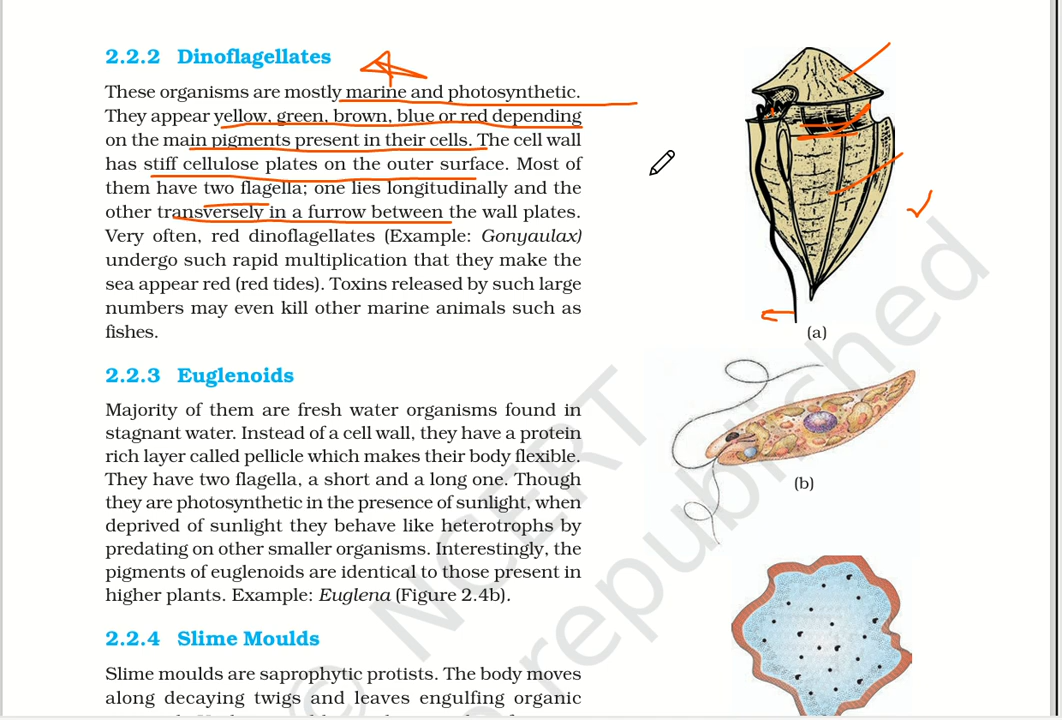 2.2.2 Dinoflagellates
These organisms are mostly marine and photosynthetic.
They appear yellow, green, brown, blue or red depending
on the main pigments present in their cells. The cell wall
has stiff cellulose plates on the outer surface. Most of
them have two flagella; one lies longitudinally and the
other transversely in a furrow between the wall plates.
Very often, red dinoflagellates (Example: Gonyaulax)
undergo such rapid multiplication that they make the
sea appear red (red tides). Toxins released by such large
numbers may even kill other marine animals such as
fishes.
(a)
2.2.3 Euglenoids
Majority of them are fresh water organisms found in
stagnant water. Instead of a cell wall, they have a protein
rich layer called pellicle which makes their body flexible.
They have two flagella, a short and a long one. Though
they are photosynthetic in the presence of sunlight, when
deprived of sunlight they behave like heterotrophs by
predating on other smaller organisms. Interestingly, the
pigments of euglenoids are identical to those present in
higher plants. Example: Euglena (Figure 2.4b).
(b)
2.2.4 Slime Moulds
Slime moulds are saprophytic protists. The body moves
along decaying twigs and leaves engulfing organic
© NCERT
republished